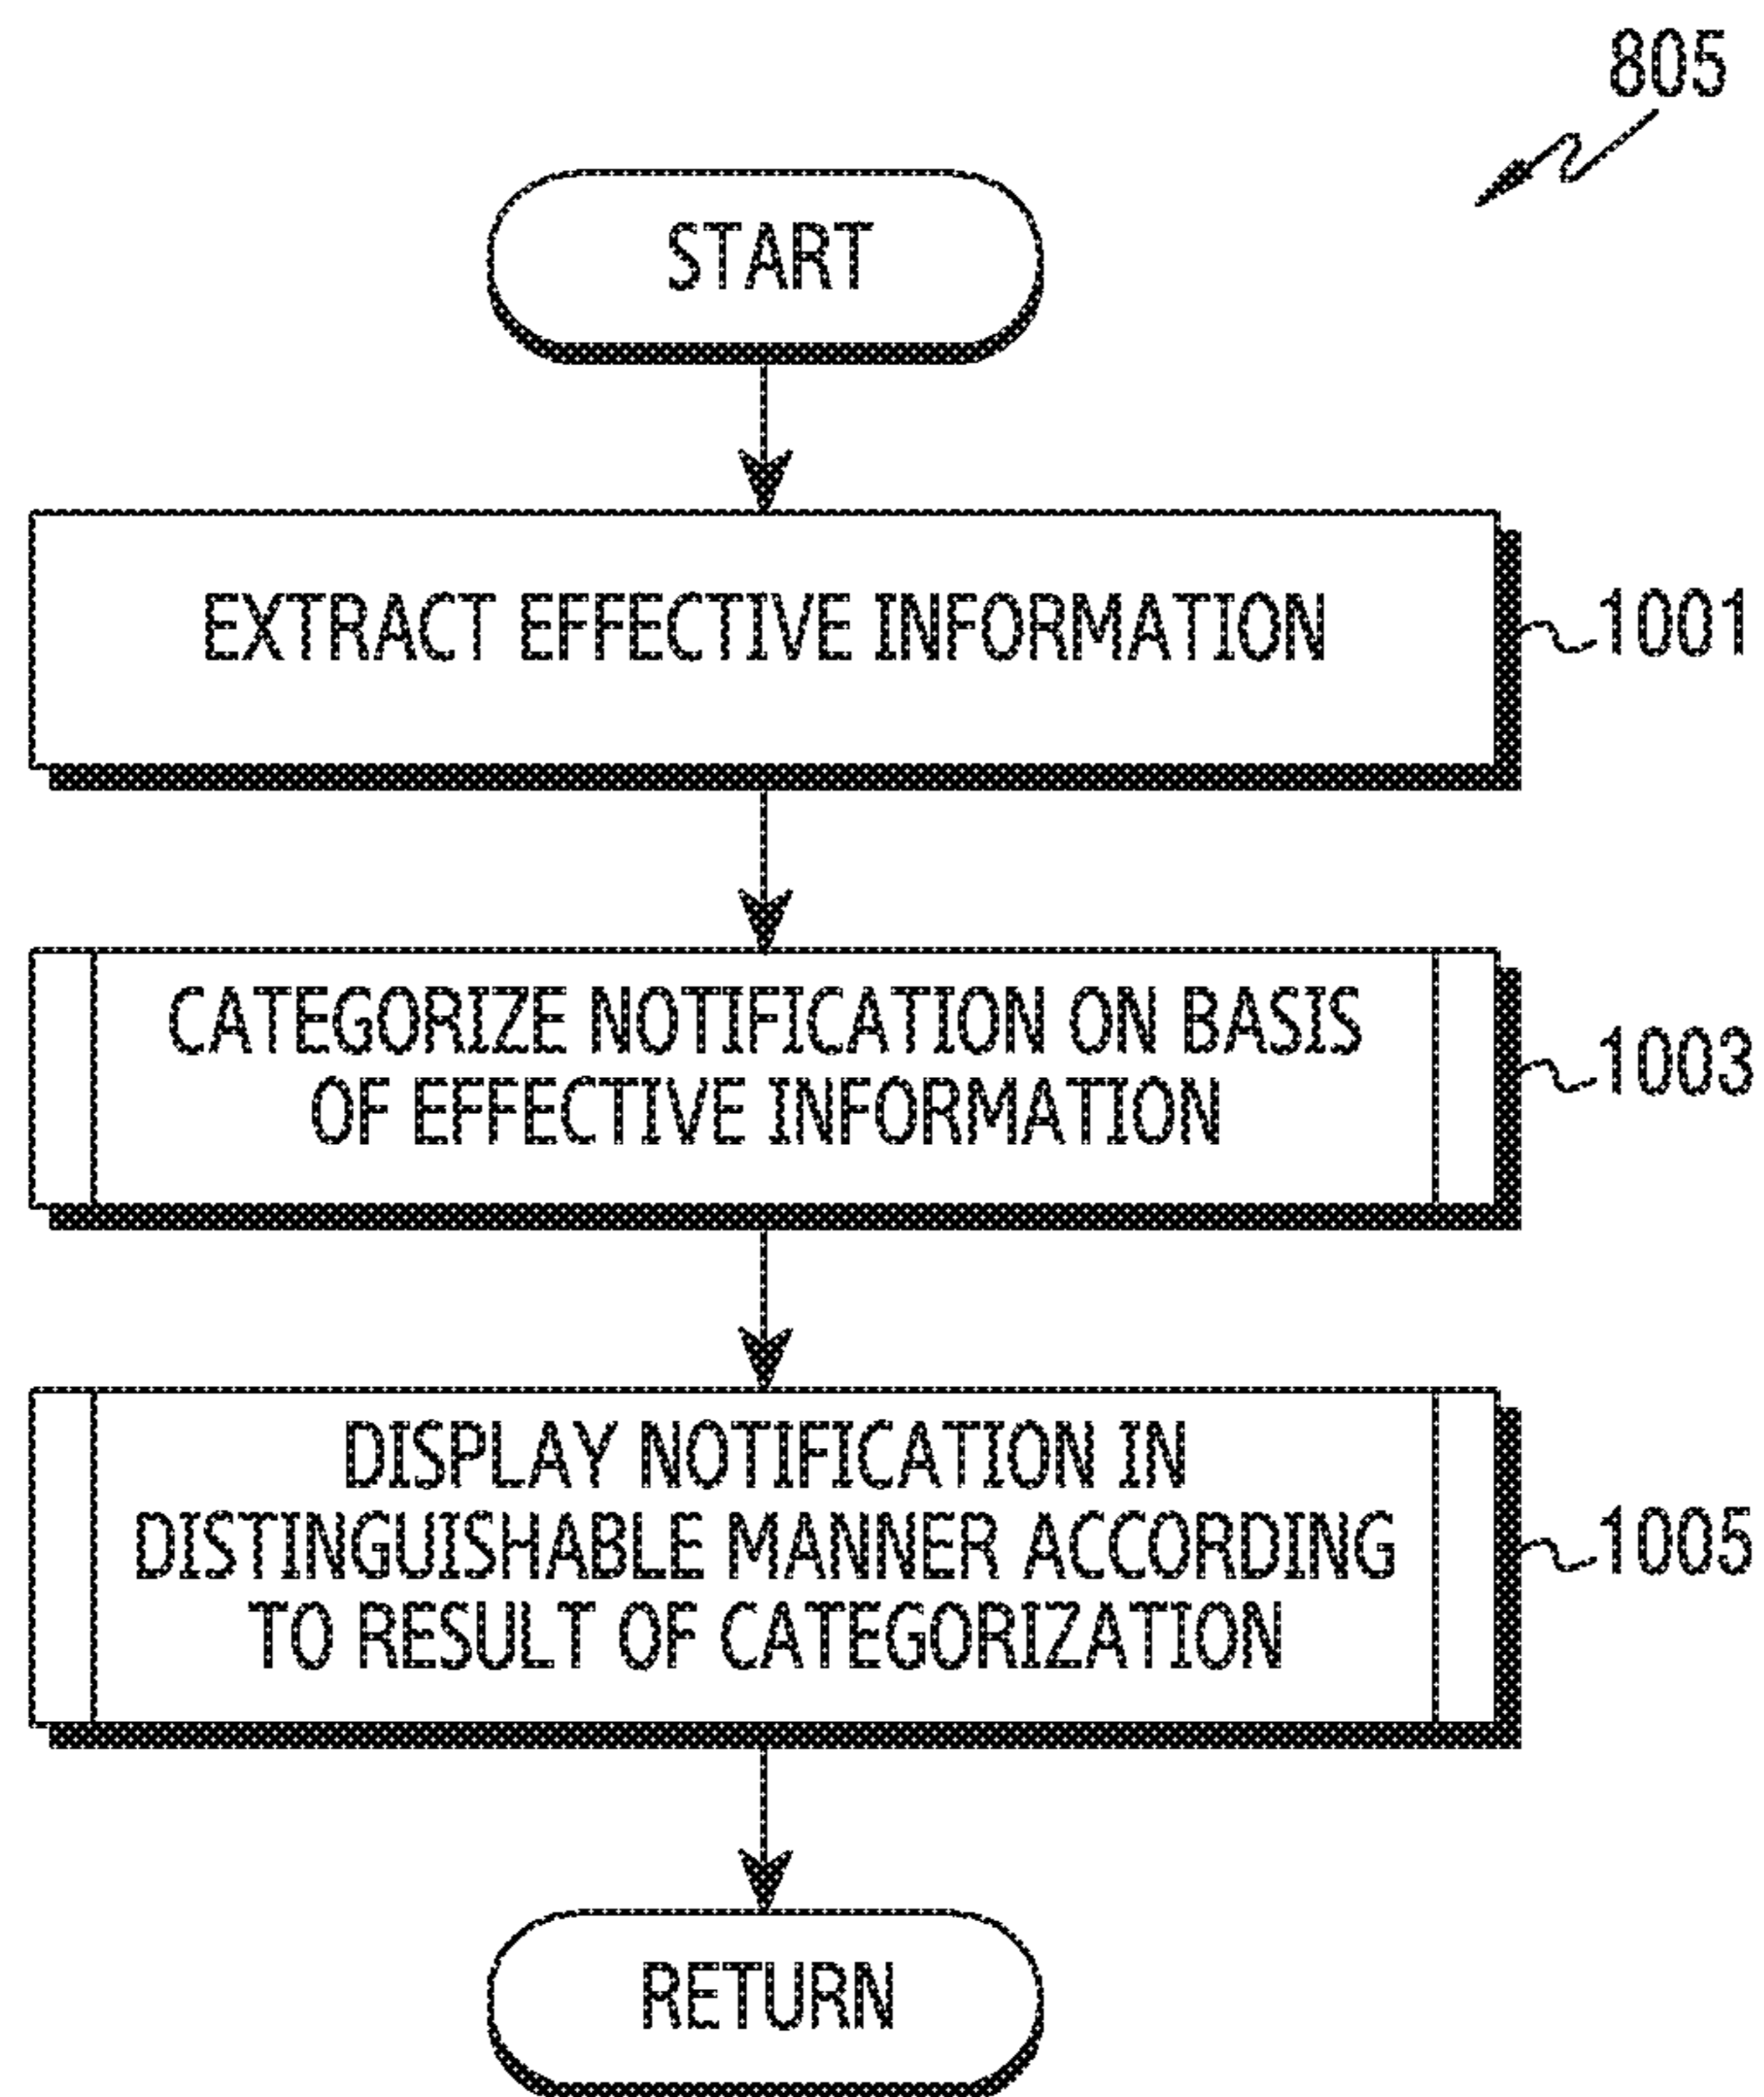 805
START
EXTRACT EFFECTIVE INFORMATION
1001
CATEGORIZE NOTIFICATION ON BASIS
OF EFFECTIVE INFORMATION
1003
DISPLAY NOTIFICATION IN
DISTINGUISHABLE MANNER ACCORDING
TO RESULT OF CATEGORIZATION
1005
RETURN